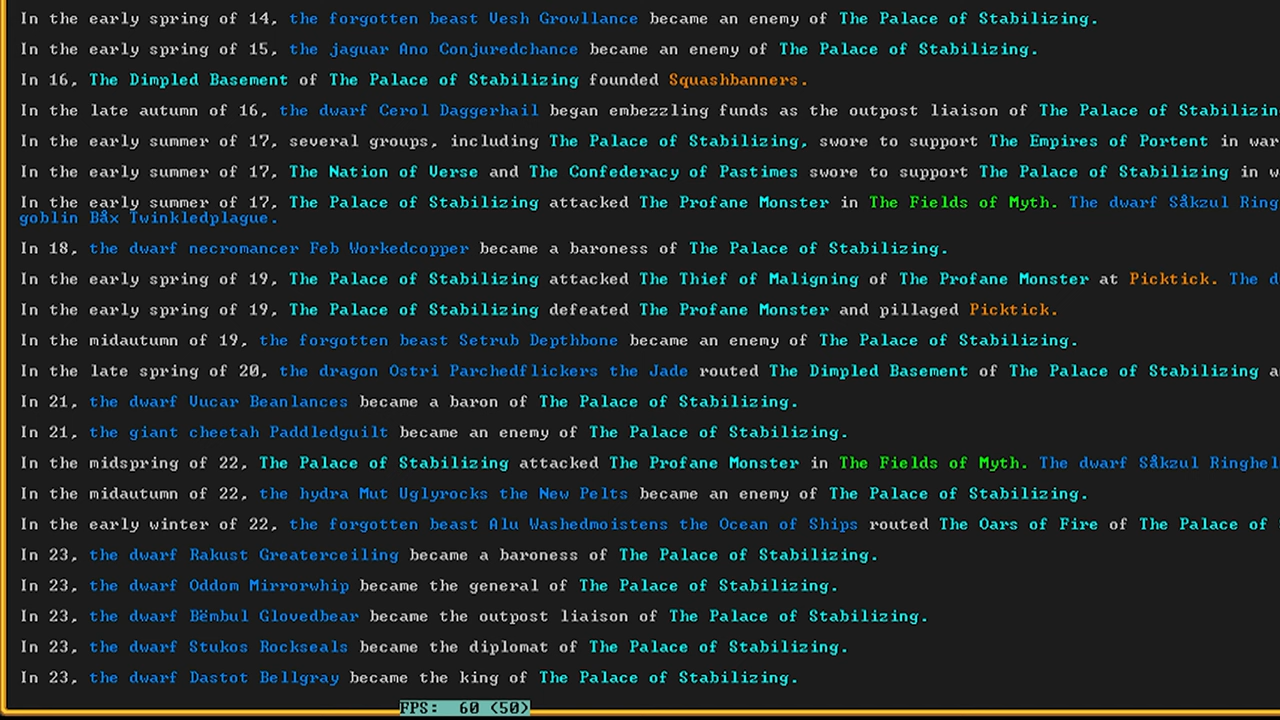 In the early spring of 14, the forgotten beast Vesh Growllance became an enemy of The Palace of Stabilizing.
In the early spring of 15, the jaguar Ano Conjuredchance became an enemy of The Palace of Stabilizing.
In 16, The Dimpled Basement of The Palace of Stabilizing founded Squashbanners.
In the late autumn of 16, the dwarf Cerol Daggerhail began embezzling funds as the outpost liaison of The Palace of Stabilizin
In the early summer of 17, several groups, including The Palace of Stabilizing, swore to support The Empires of Portent in war
In the early summer of 17, The Nation of Verse and The Confederacy of Pastimes swore to support The Palace of Stabilizing in w
In the early summer of 17, The Palace of Stabilizing attacked The Profane Monster in The Fields of Myth. The dwarf Såkzul Ring
goblin Båx Twinkledplague.
In 18, the dwarf necromancer Feb Workedcopper became a baroness of The Palace of Stabilizing.
In the early spring of 19, The Palace of Stabilizing attacked The Thief of Maligning of The Profane Monster at Picktick. The d
In the early spring of 19, The Palace of Stabilizing defeated The Profane Monster and pillaged Picktick.
In the midautumn of 19, the forgotten beast Setrub Depthbone became an enemy of The Palace of Stabilizing.
In the late spring of 20, the dragon Ostri Parchedflickers the Jade routed The Dimpled Basement of The Palace of Stabilizing a
In 21, the dwarf Vucar Beanlances became a baron of The Palace of Stabilizing.
In 21, the giant cheetah Paddledguilt became an enemy of The Palace of Stabilizing.
In the midspring of 22, The Palace of Stabilizing attacked The Profane Monster in The Fields of Myth. The dwarf Såkzul Ringhel
In the midautumn of 22, the hydra Mut Uglyrocks the New Pelts became an enemy of The Palace of Stabilizing.
In the early winter of 22, the forgotten beast Alu Washedmoistens the Ocean of Ships routed The Oars of Fire of The Palace of
In 23, the dwarf Rakust Greaterceiling became a baroness of The Palace of Stabilizing.
In 23, the dwarf Oddom Mirrorwhip became the general of The Palace of Stabilizing.
In 23, the dwarf Bëmbul Glovedbear became the outpost liaison of The Palace of Stabilizing.
In 23, the dwarf Stukos Rockseals became the diplomat of The Palace of Stabilizing.
In 23, the dwarf Dastot Bellgray became the king of The Palace of Stabilizing.
FPS: 60 (50)